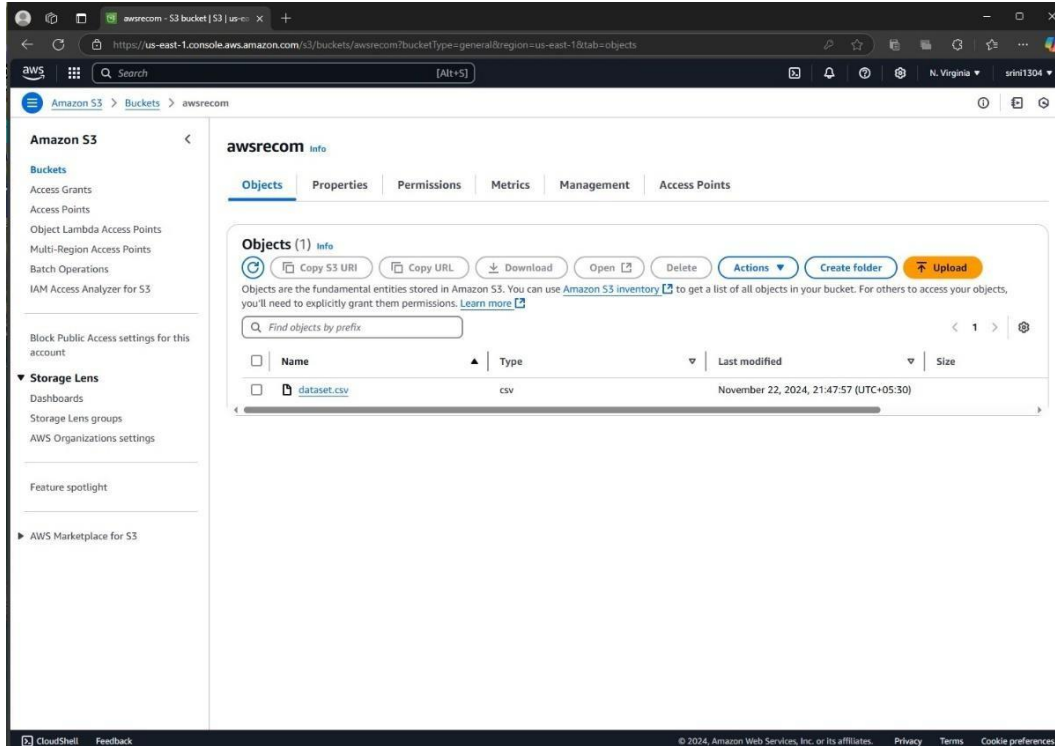 awsrecom - S3 bucket | S3 | us-ea
https://us-east-1.console.aws.amazon.com/s3/buckets/awsrecom?bucketType=general&region=us-east-1&tab=objects
aws
Search [Alt+S]
N. Virginia
srini1304
Amazon S3 > Buckets > awsrecom
Amazon S3
Buckets
Access Grants
Access Points
Object Lambda Access Points
Multi-Region Access Points
Batch Operations
IAM Access Analyzer for S3
Block Public Access settings for this
account
Storage Lens
Dashboards
Storage Lens groups
AWS Organizations settings
Feature spotlight
AWS Marketplace for S3
awsrecom Info
Objects Properties Permissions Metrics Management Access Points
Objects (1) Info
Copy S3 URI Copy URL Download Open Delete Actions Create folder Upload
Objects are the fundamental entities stored in Amazon S3. You can use Amazon S3 inventory to get a list of all objects in your bucket. For others to access your objects,
you'll need to explicitly grant them permissions. Learn more
Find objects by prefix
1
Name Type Last modified Size
dataset.csv csv November 22, 2024, 21:47:57 (UTC+05:30)
CloudShell Feedback © 2024, Amazon Web Services, Inc. or its affiliates. Privacy Terms Cookie preferences